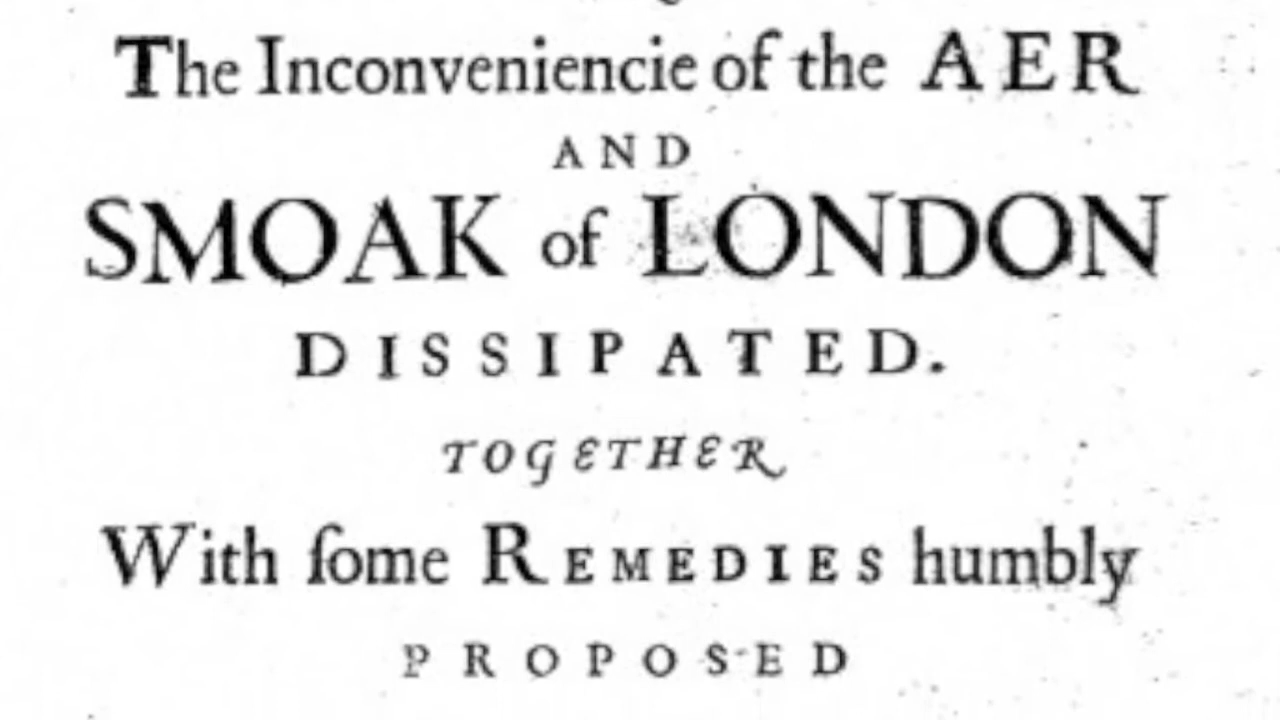 The Inconveniencie of the AER
AND
SMOAK of LONDON
DISSIPATED.
TOGETHER
With ſome REMEDIES humbly
PROPOSED